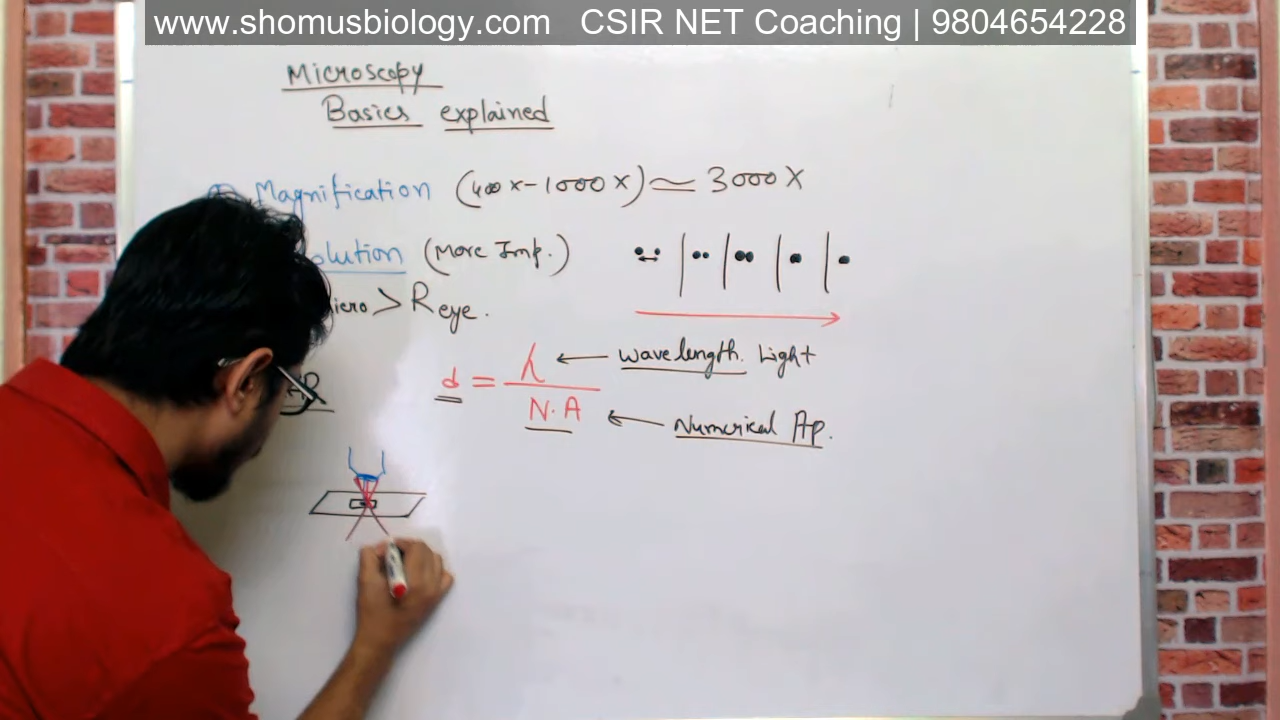 www.shomusbiology.com CSIR NET Coaching | 9804654228
Microscopy
Basics explained
Magnification (400x-1000x) ≃ 3000X
olution (More Imp.)
icro > R eye.
d = λ / N.A
← wavelength Light
← Numerical Ap.